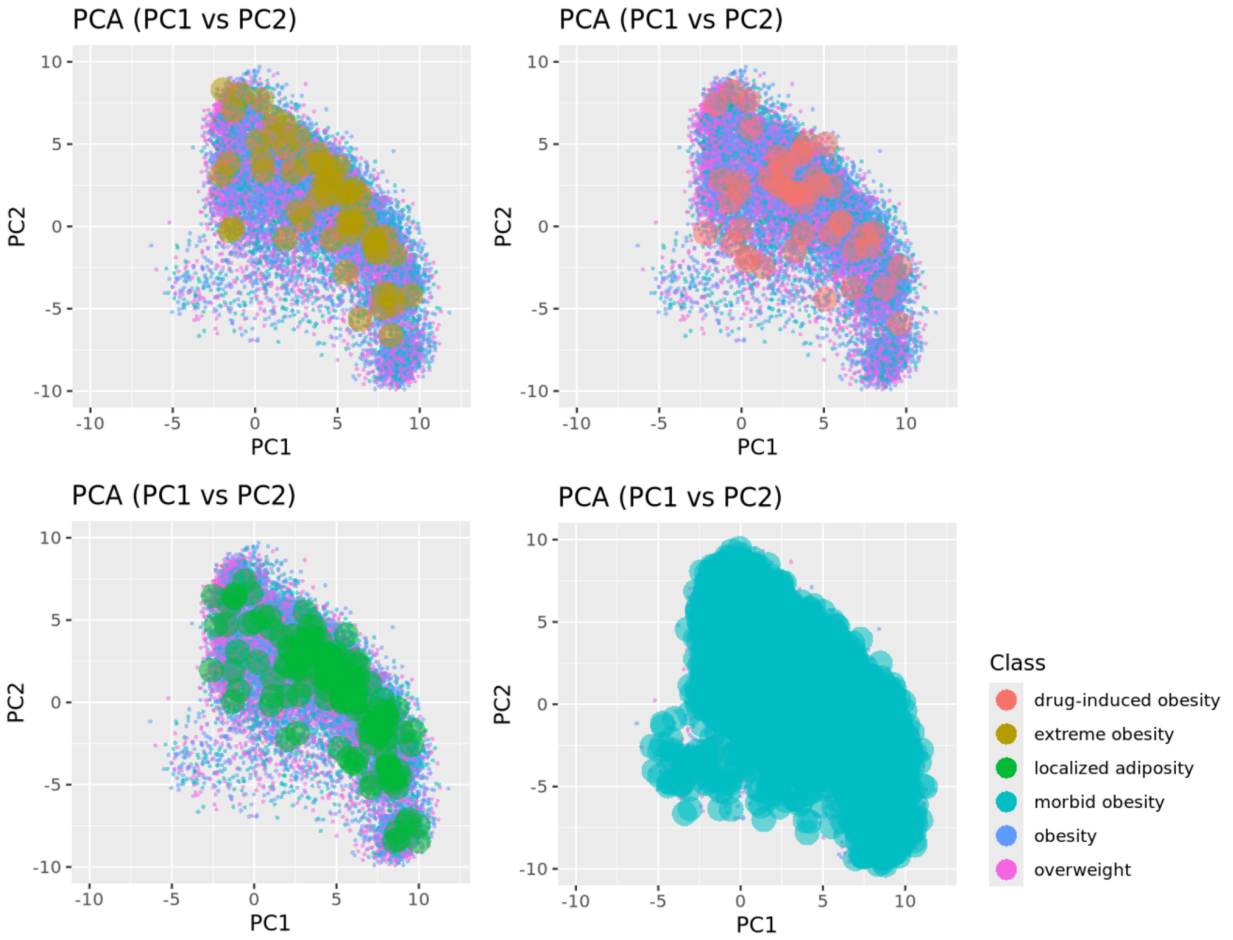 PCA (PC1 vs PC2)
PCA (PC1 vs PC2)
10
5
0
-5
-10
PC2
-10
-5
0
5
10
PC1
10
5
0
-5
-10
PC2
-10
-5
0
5
10
PC1
PCA (PC1 vs PC2)
PCA (PC1 vs PC2)
10
5
0
-5
-10
PC2
-10
-5
0
5
10
PC1
10
5
0
-5
-10
PC2
-10
-5
0
5
10
PC1
Class
drug-induced obesity
extreme obesity
localized adiposity
morbid obesity
obesity
overweight